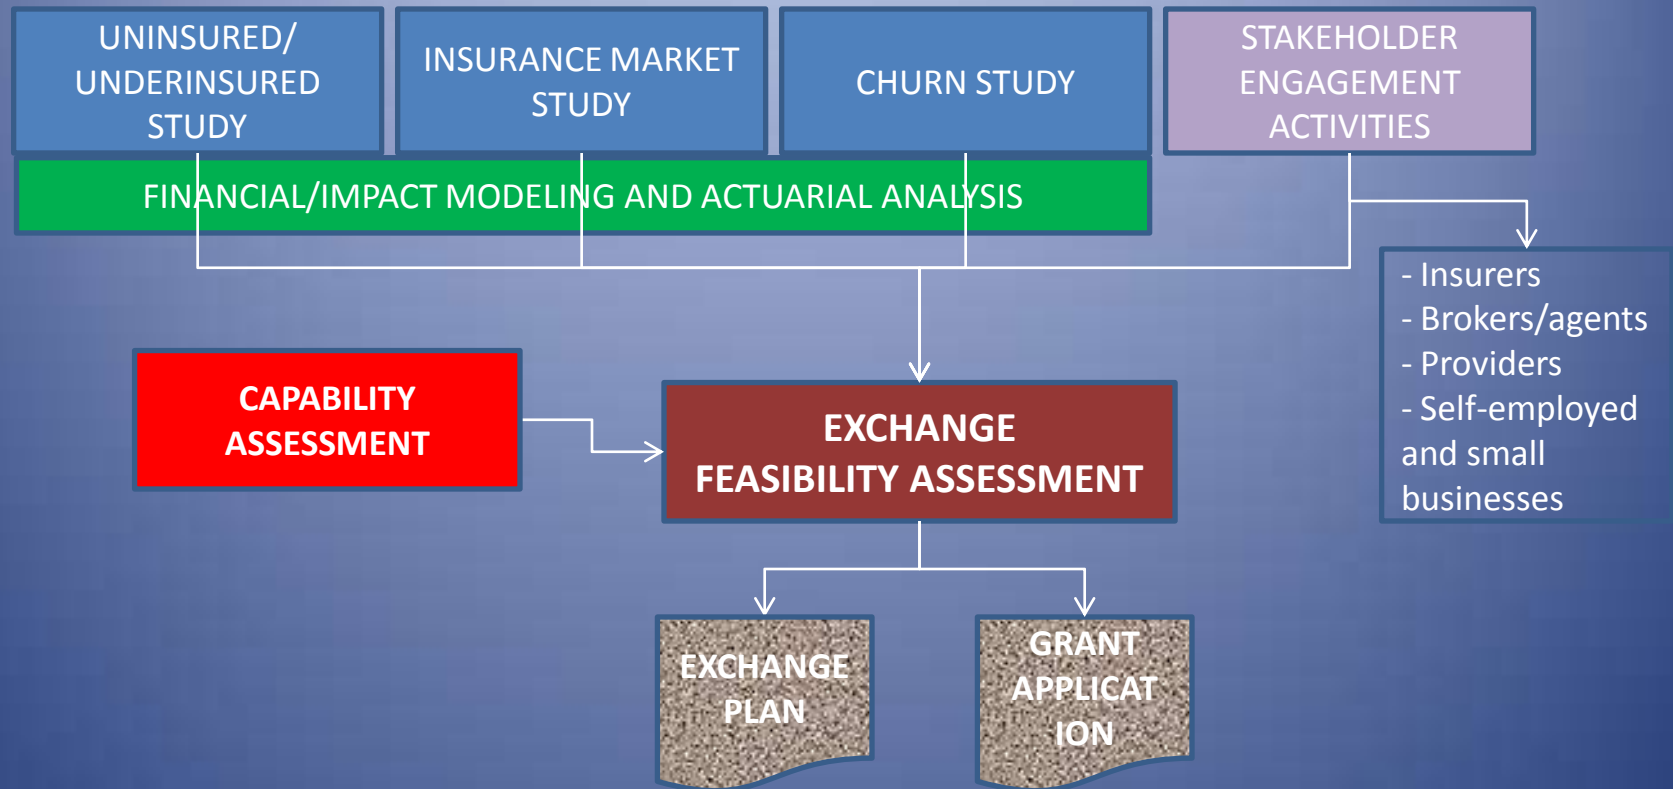 UNINSURED/
UNDERINSURED
STUDY
INSURANCE MARKET
STUDY
CHURN STUDY
STAKEHOLDER
ENGAGEMENT
ACTIVITIES
FINANCIAL/IMPACT MODELING AND ACTUARIAL ANALYSIS
- Insurers
- Brokers/agents
- Providers
- Self-employed
and small
businesses
CAPABILITY
ASSESSMENT
EXCHANGE
FEASIBILITY ASSESSMENT
EXCHANGE
PLAN
GRANT
APPLICAT
ION